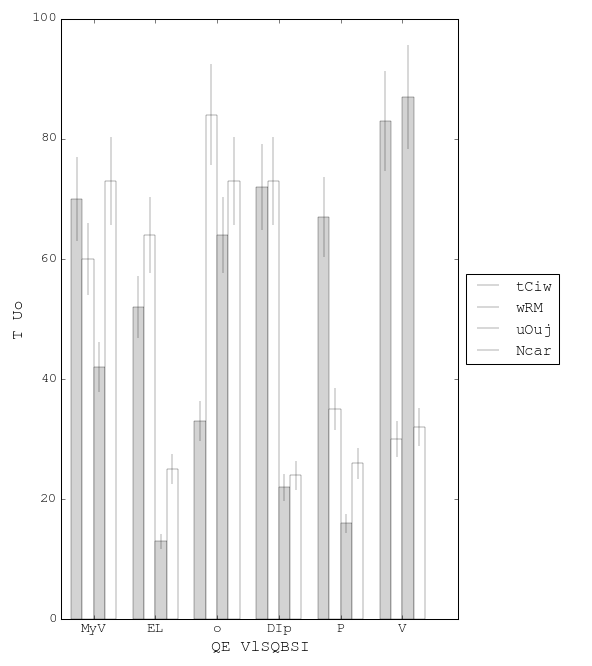 100
80
60
40
20
0
T Uo
MyV EL o DIp P V
QE VlSQBSI
tCiw
wRM
uOuj
Ncar